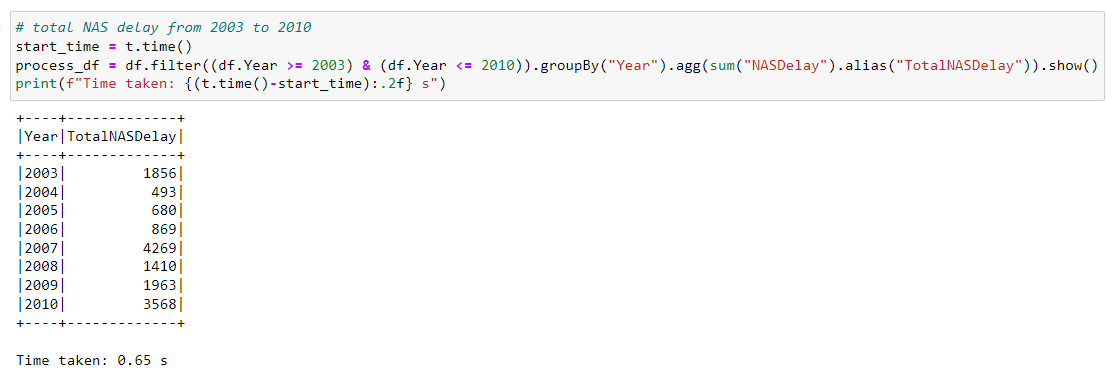 # total NAS delay from 2003 to 2010
start_time = t.time()
process_df = df.filter((df.Year >= 2003) & (df.Year <= 2010)).groupBy("Year").agg(sum("NASDelay").alias("TotalNASDelay")).show()
print(f"Time taken: {(t.time()-start_time):.2f} s")
+----+-------------+
|Year|TotalNASDelay|
+----+-------------+
|2003|         1856|
|2004|          493|
|2005|          680|
|2006|          869|
|2007|         4269|
|2008|         1410|
|2009|         1963|
|2010|         3568|
+----+-------------+
Time taken: 0.65 s